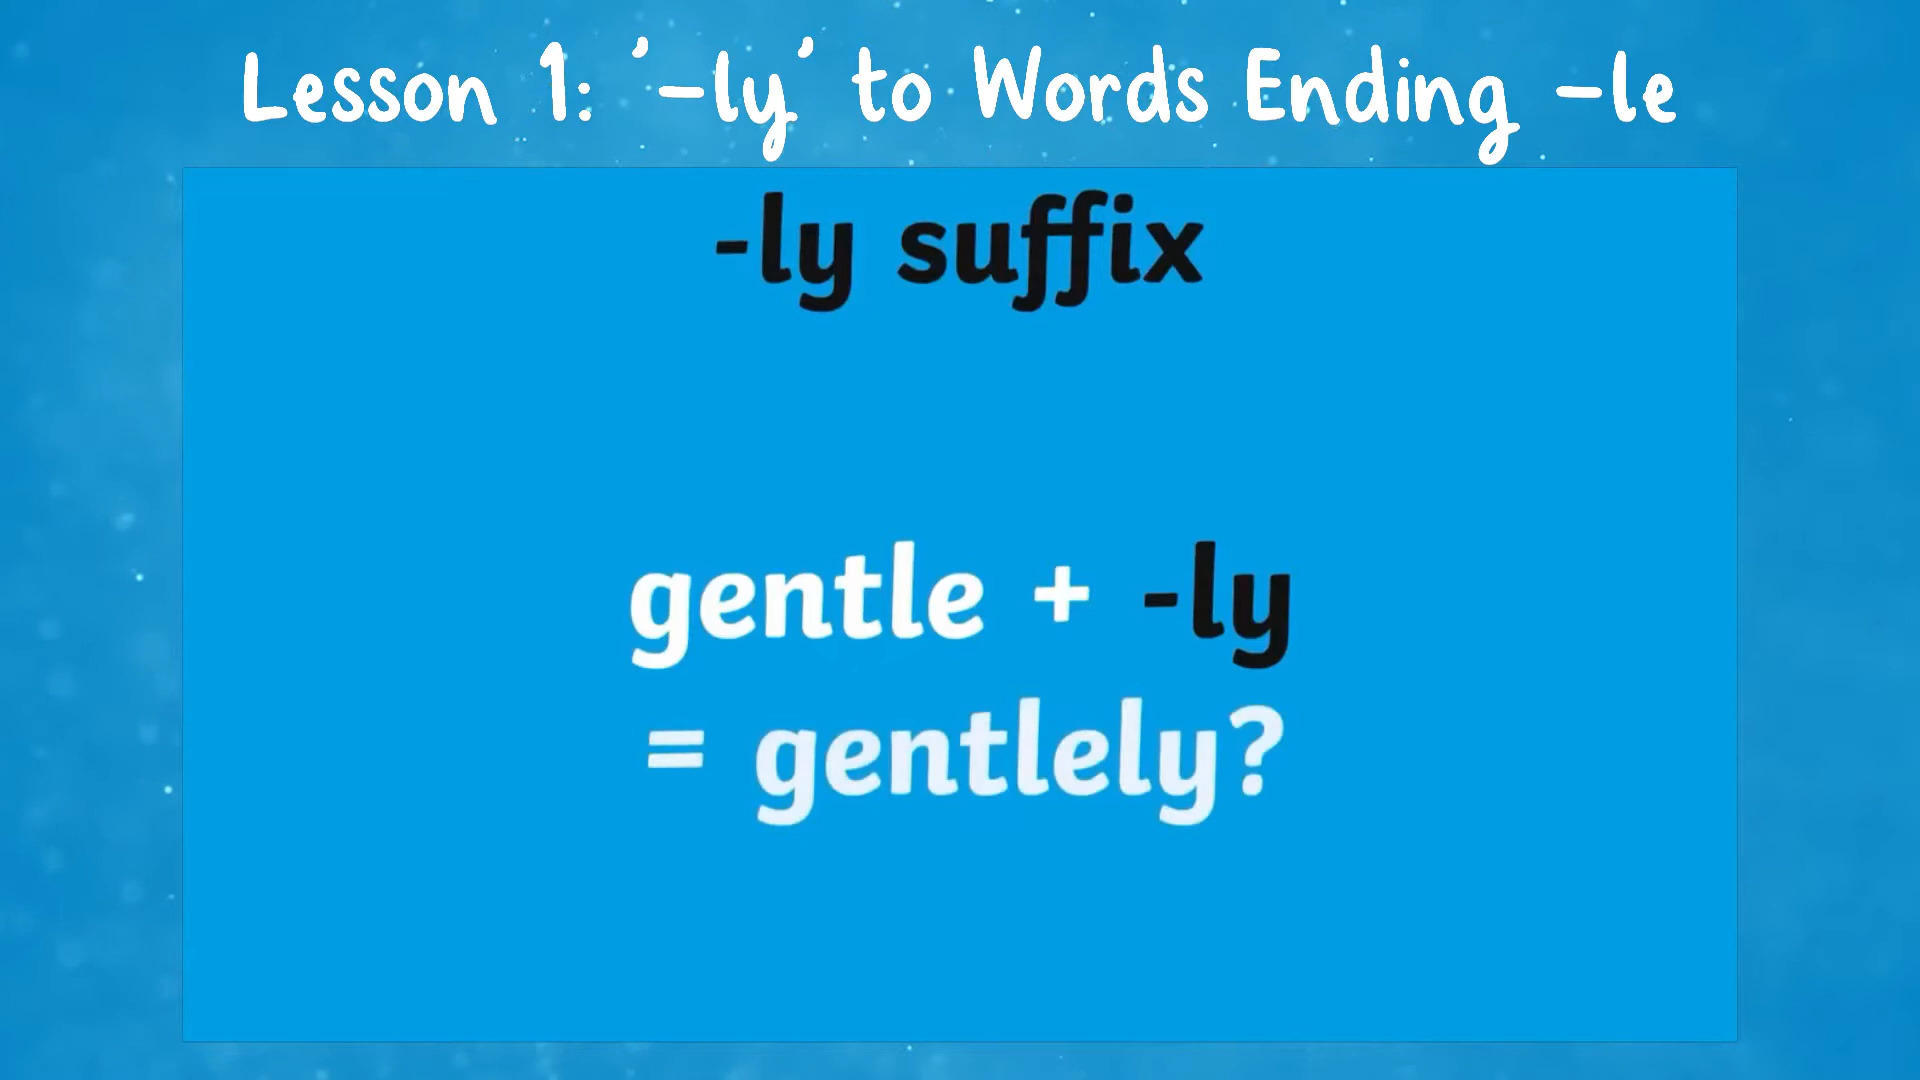 Lesson 1: '-ly' to Words Ending -le
-ly suffix
gentle + -ly
= gentlely?